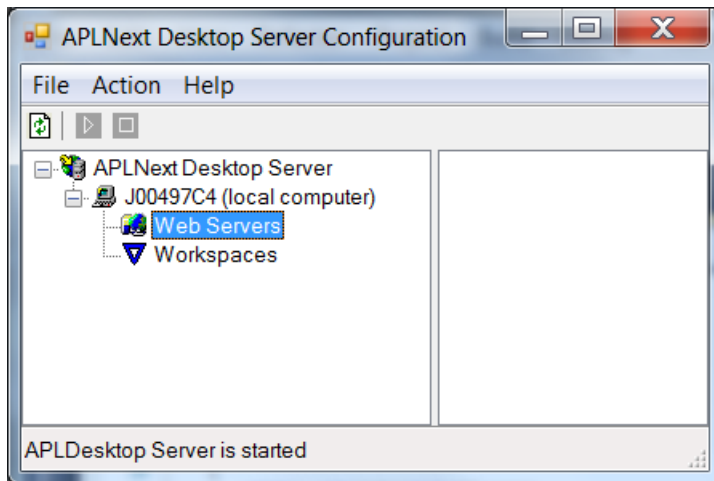 APLNext Desktop Server Configuration
File Action Help
APLNext Desktop Server
J00497C4 (local computer)
Web Servers
Workspaces
APLDesktop Server is started